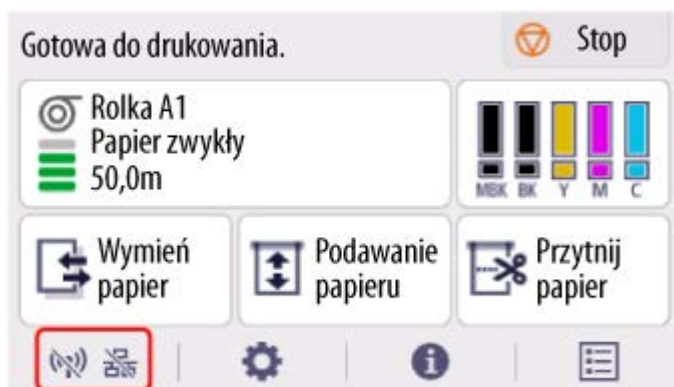 Gotowa do drukowania.
Stop
Rolka A1
Papier zwykły
50,0m
MBK BK Y M C
Wymień
papier
Podawanie
papieru
Przytnij
papier